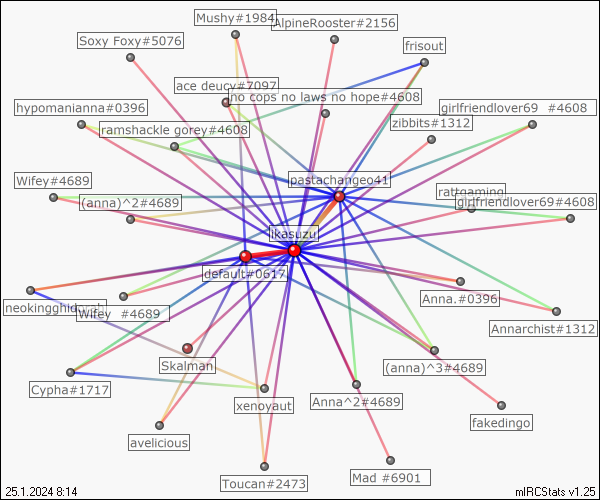 Mushy#1984
AlpineRooster#2156
Soxy Foxy#5076
frisout
ace deucy#7097
no cops no laws no hope#4608
hypomanianna#0396
girlfriendlover69 #4608
ramshackle gorey#4608
zibbits#1312
Wifey#4689
pastachangeo41
rattgaming
(anna)^2#4689
girlfriendlover69#4608
ikasuzu
default#0617
Anna.#0396
neokingghidorah
Wifey #4689
Annarchist#1312
Skalman
(anna)^3#4689
Cypha#1717
xenoyaut
Anna^2#4689
fakedingo
avelicious
Toucan#2473
Mad #6901
25.1.2024 8:14
mIRCStats v1.25